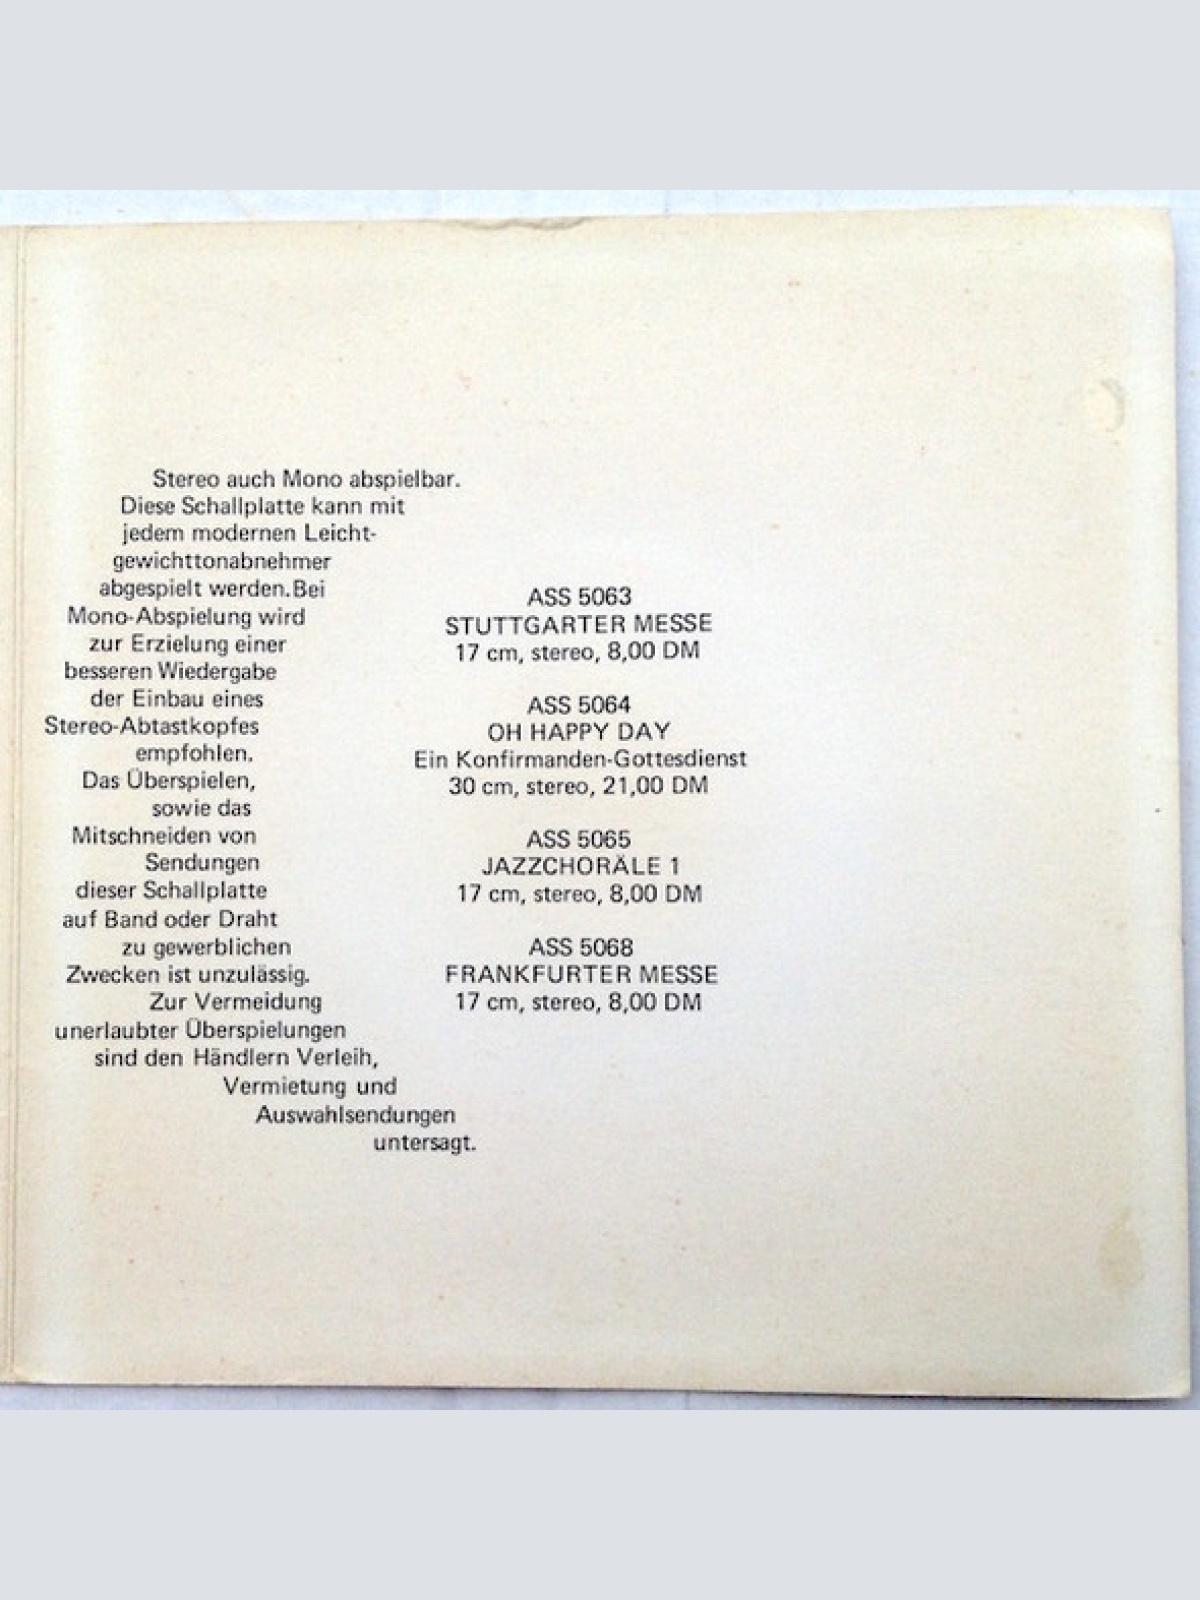 Stereo auch Mono abspielbar.
Diese Schallplatte kann mit
jedem modernen Leicht-
gewichttonabnehmer
abgespielt werden.Bei
Mono-Abspielung wird
zur Erzielung einer
besseren Wiedergabe
der Einbau eines
Stereo-Abtastkopfes
empfohlen.
Das Überspielen,
sowie das
Mitschneiden von
Sendungen
dieser Schallplatte
auf Band oder Draht
zu gewerblichen
Zwecken ist unzulässig.
Zur Vermeidung
unerlaubter Überspielungen
sind den Händlern Verleih,
Vermietung und
Auswahlsendungen
untersagt.
ASS 5063
STUTTGARTER MESSE
17 cm, stereo, 8,00 DM
ASS 5064
OH HAPPY DAY
Ein Konfirmanden-Gottesdienst
30 cm, stereo, 21,00 DM
ASS 5065
JAZZCHORÄLE 1
17 cm, stereo, 8,00 DM
ASS 5068
FRANKFURTER MESSE
17 cm, stereo, 8,00 DM